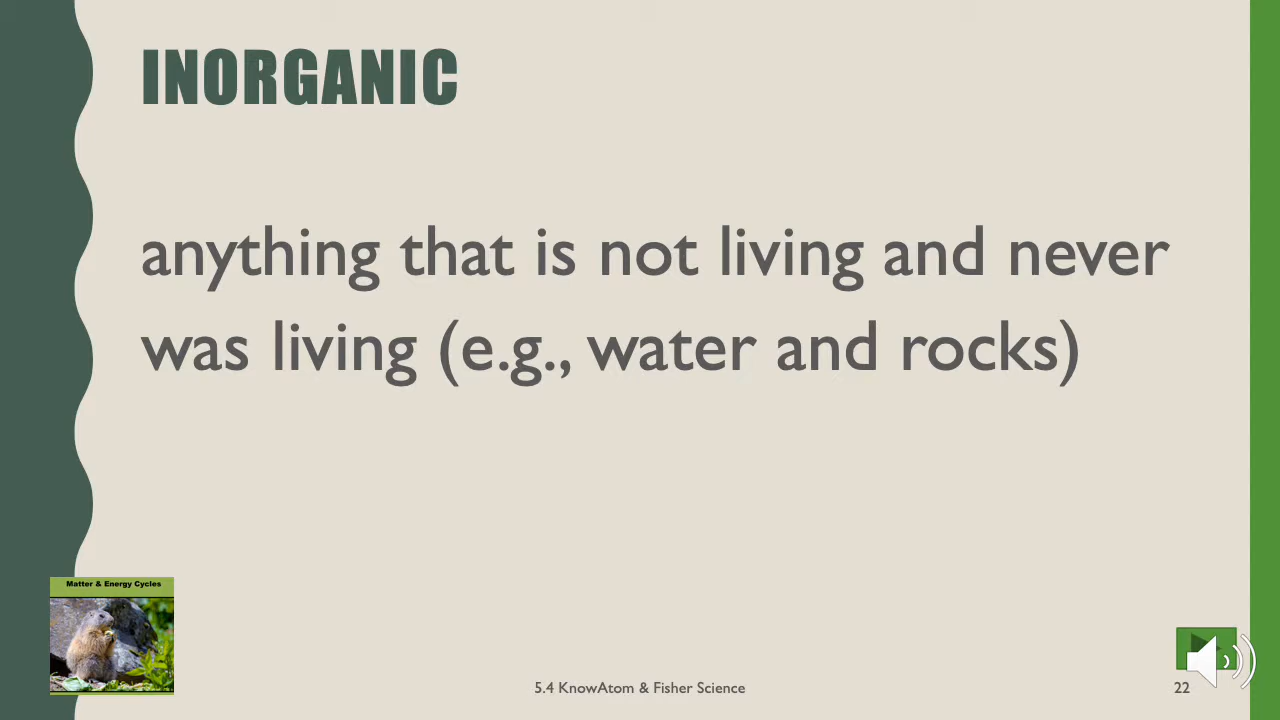 INORGANIC
anything that is not living and never
was living (e.g., water and rocks)
Matter & Energy Cycles
5.4 KnowAtom & Fisher Science
22